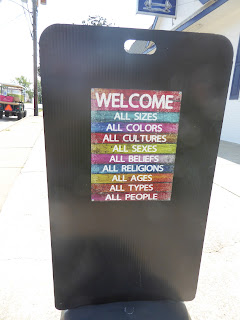 WELCOME
ALL SIZES
ALL COLORS
ALL CULTURES
ALL SEXES
ALL BELIEFS
ALL RELIGIONS
ALL AGES
ALL TYPES
ALL PEOPLE